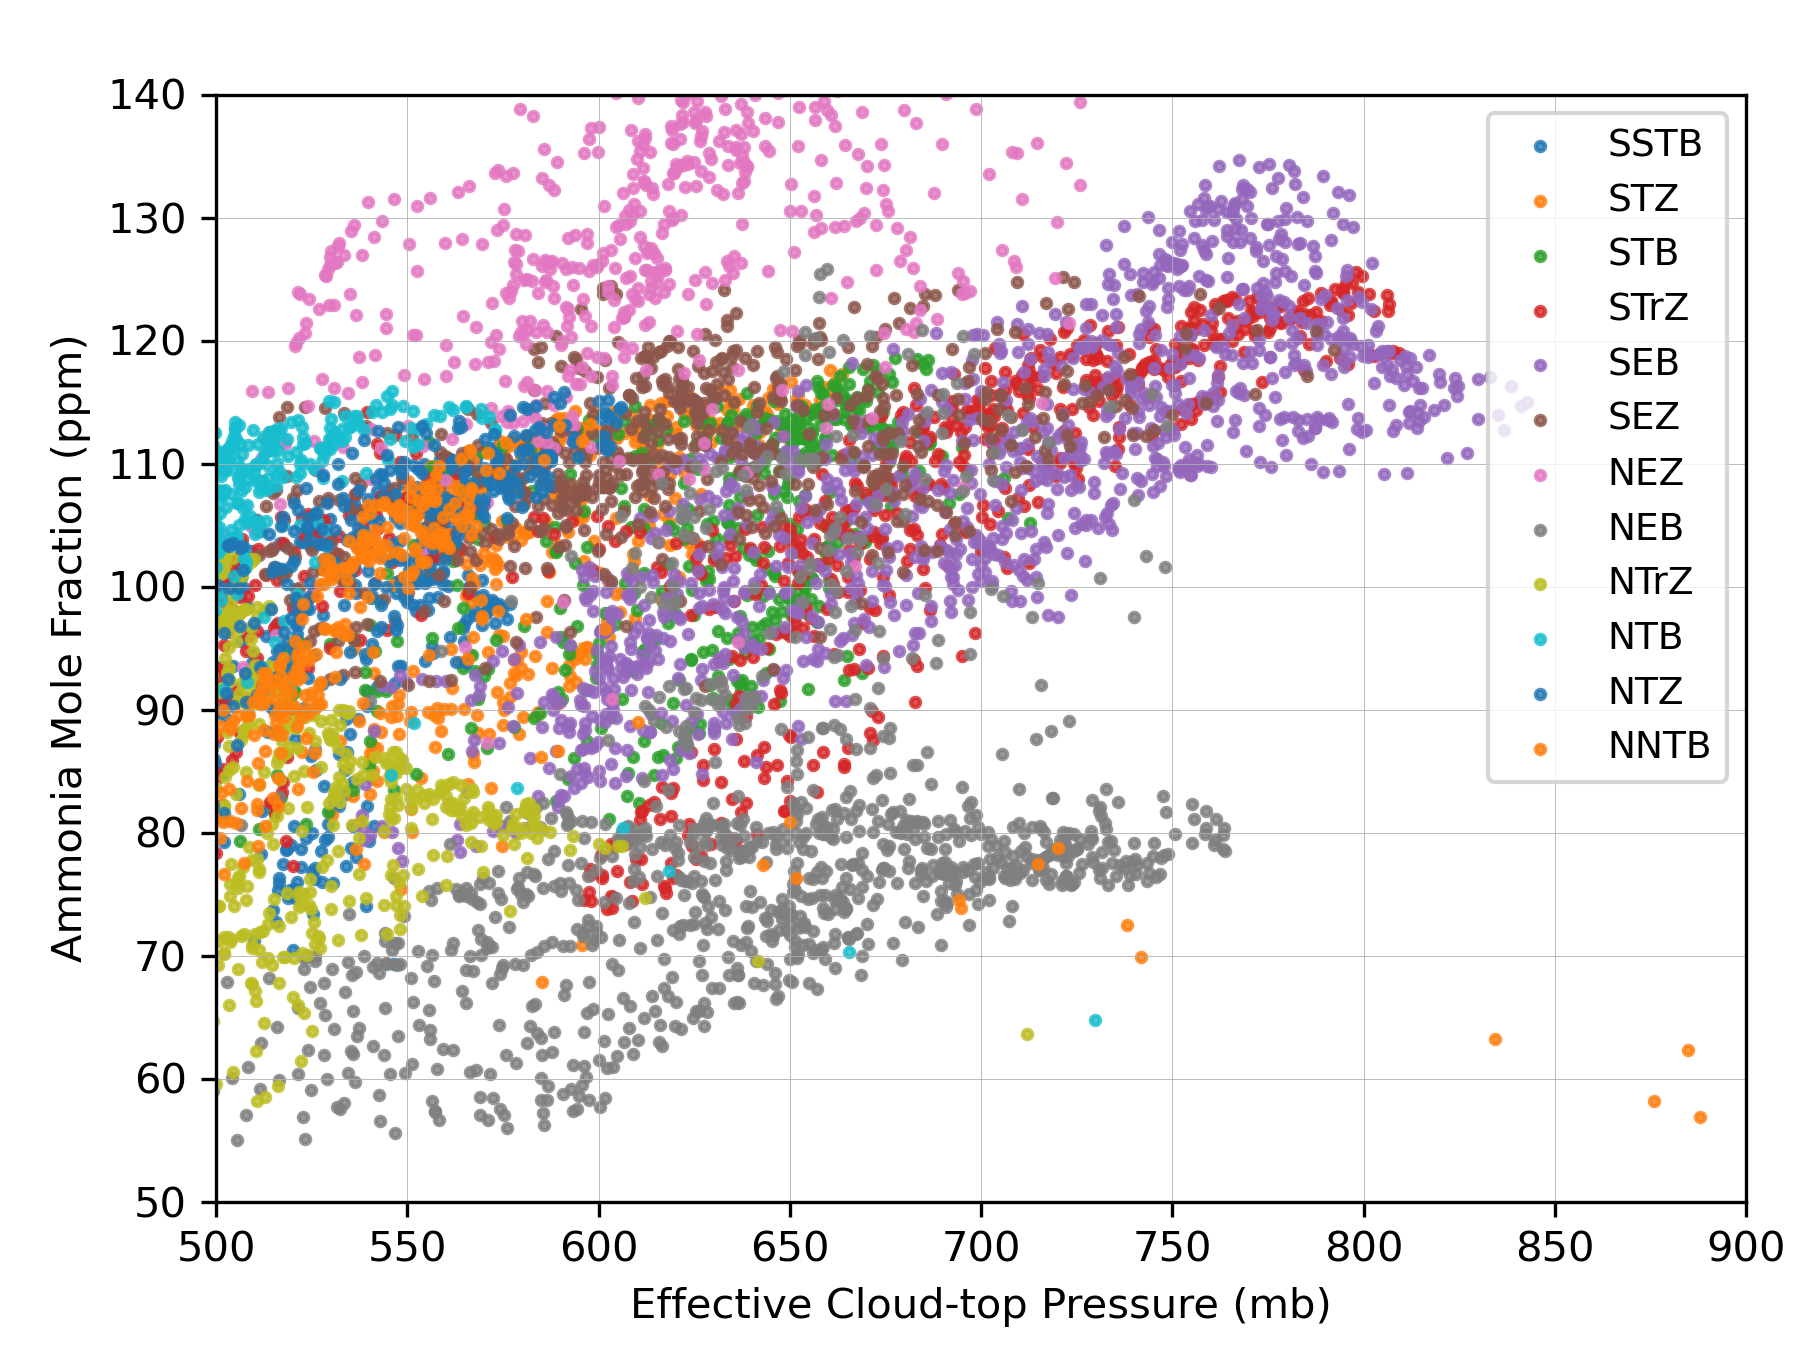 140
130
120
110
100
90
80
70
60
50
500 550 600 650 700 750 800 850 900
Ammonia Mole Fraction (ppm)
Effective Cloud-top Pressure (mb)
SSTB
STZ
STB
STrZ
SEB
SEZ
NEZ
NEB
NTrZ
NTB
NTZ
NNTB